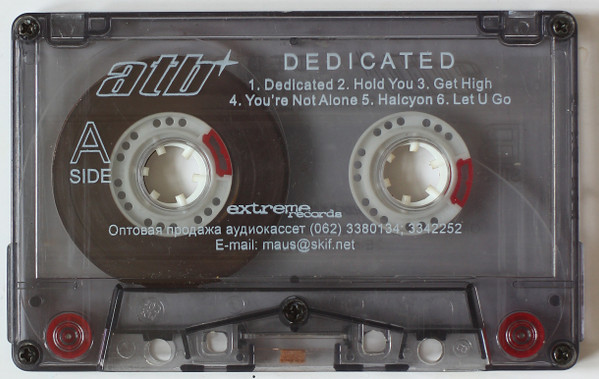 atb
DEDICATED
1. Dedicated 2. Hold You 3. Get High
4. You're Not Alone 5. Halcyon 6. Let U Go
A
SIDE
extreme
records
Оптовая продажа аудиокассет (062) 3380134; 3342252
E-mail: maus@skif.net